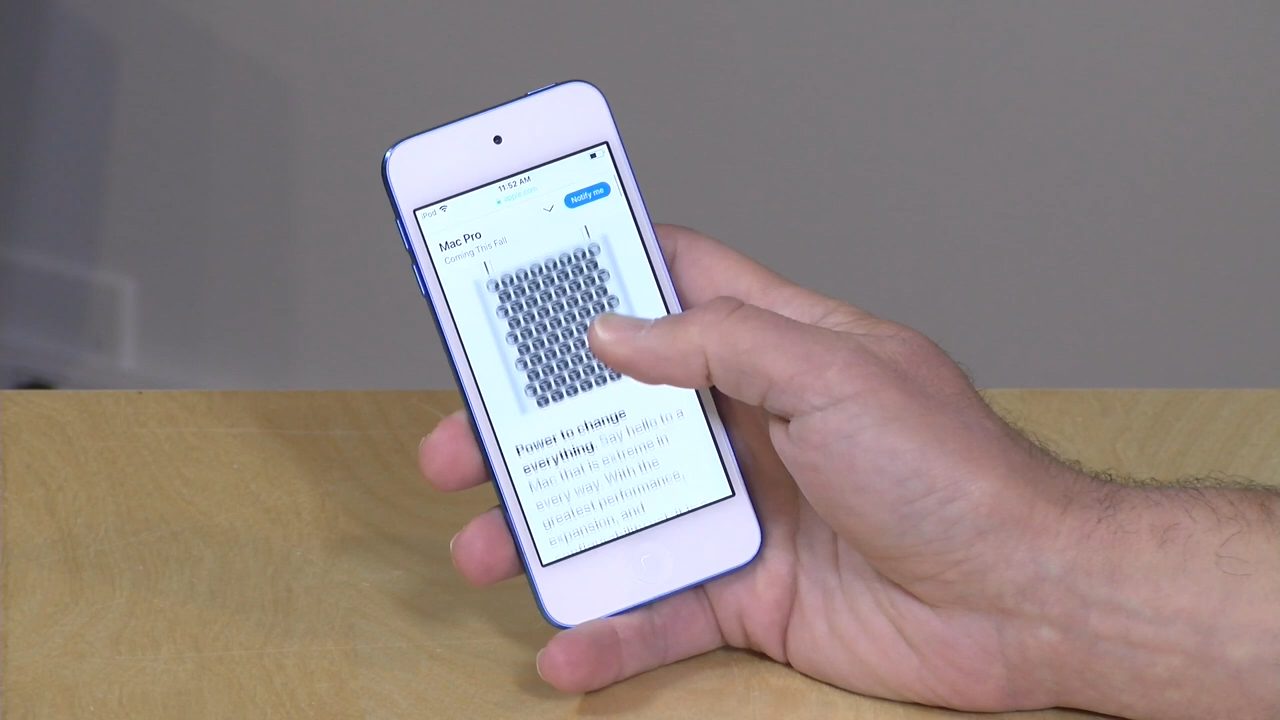 iPod 11:52 AM
apple.com
Mac Pro
Notify me
Coming This Fall
Power to change
everything. Say hello to a
Mac that is extreme in
every way. With the
greatest performance,
expansion, and